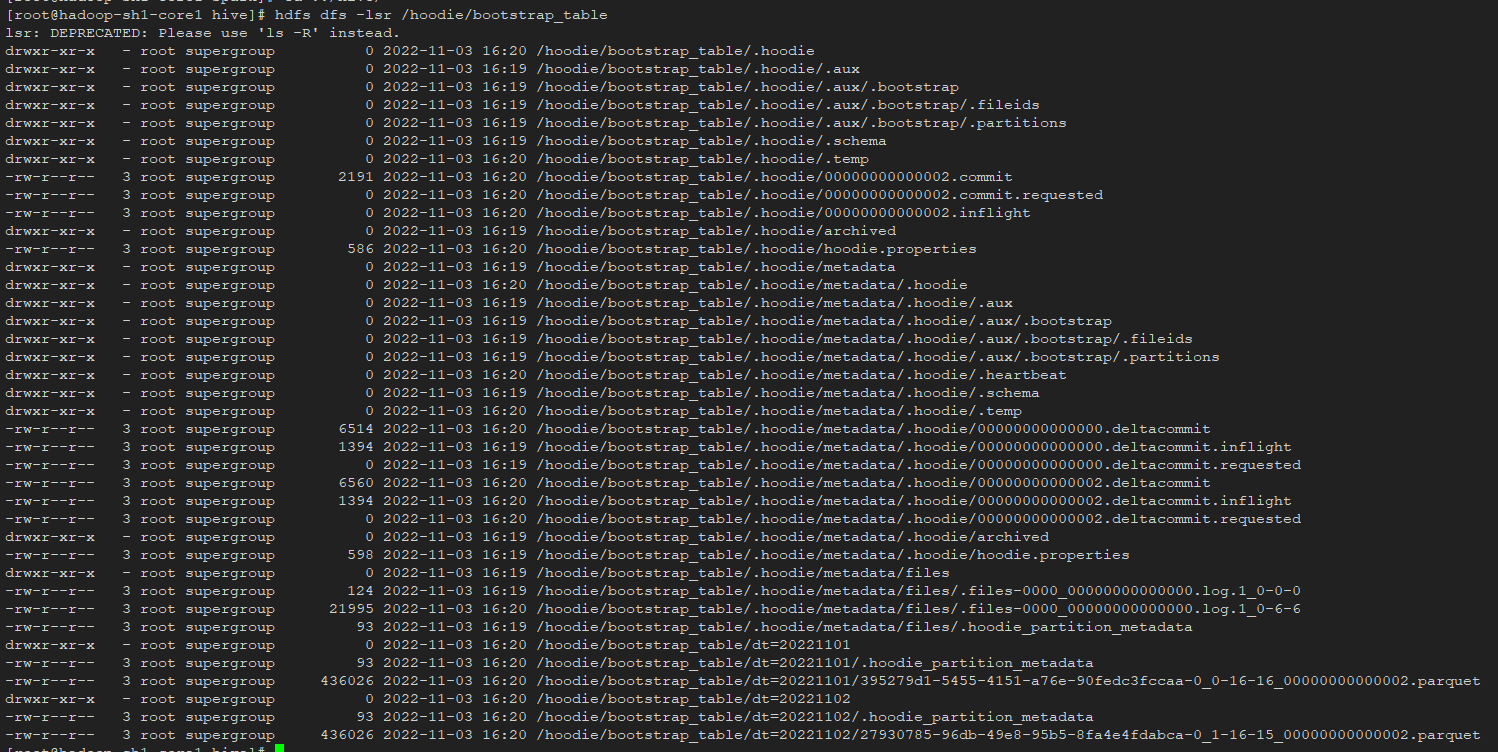 [root@hadoop-sh1-core1 hive]# hdfs dfs -lsr /hoodie/bootstrap_table
lsr: DEPRECATED: Please use 'ls -R' instead.
drwxr-xr-x   - root supergroup          0 2022-11-03 16:20 /hoodie/bootstrap_table/.hoodie
drwxr-xr-x   - root supergroup          0 2022-11-03 16:19 /hoodie/bootstrap_table/.hoodie/.aux
drwxr-xr-x   - root supergroup          0 2022-11-03 16:19 /hoodie/bootstrap_table/.hoodie/.aux/.bootstrap
drwxr-xr-x   - root supergroup          0 2022-11-03 16:19 /hoodie/bootstrap_table/.hoodie/.aux/.bootstrap/.fileids
drwxr-xr-x   - root supergroup          0 2022-11-03 16:19 /hoodie/bootstrap_table/.hoodie/.aux/.bootstrap/.partitions
drwxr-xr-x   - root supergroup          0 2022-11-03 16:19 /hoodie/bootstrap_table/.hoodie/.schema
drwxr-xr-x   - root supergroup          0 2022-11-03 16:20 /hoodie/bootstrap_table/.hoodie/.temp
-rw-r--r--   3 root supergroup       2191 2022-11-03 16:20 /hoodie/bootstrap_table/.hoodie/00000000000002.commit
-rw-r--r--   3 root supergroup          0 2022-11-03 16:20 /hoodie/bootstrap_table/.hoodie/00000000000002.commit.requested
-rw-r--r--   3 root supergroup          0 2022-11-03 16:20 /hoodie/bootstrap_table/.hoodie/00000000000002.inflight
drwxr-xr-x   - root supergroup          0 2022-11-03 16:19 /hoodie/bootstrap_table/.hoodie/archived
-rw-r--r--   3 root supergroup        586 2022-11-03 16:20 /hoodie/bootstrap_table/.hoodie/hoodie.properties
drwxr-xr-x   - root supergroup          0 2022-11-03 16:19 /hoodie/bootstrap_table/.hoodie/metadata
drwxr-xr-x   - root supergroup          0 2022-11-03 16:20 /hoodie/bootstrap_table/.hoodie/metadata/.hoodie
drwxr-xr-x   - root supergroup          0 2022-11-03 16:19 /hoodie/bootstrap_table/.hoodie/metadata/.hoodie/.aux
drwxr-xr-x   - root supergroup          0 2022-11-03 16:19 /hoodie/bootstrap_table/.hoodie/metadata/.hoodie/.aux/.bootstrap
drwxr-xr-x   - root supergroup          0 2022-11-03 16:19 /hoodie/bootstrap_table/.hoodie/metadata/.hoodie/.aux/.bootstrap/.fileids
drwxr-xr-x   - root supergroup          0 2022-11-03 16:19 /hoodie/bootstrap_table/.hoodie/metadata/.hoodie/.aux/.bootstrap/.partitions
drwxr-xr-x   - root supergroup          0 2022-11-03 16:20 /hoodie/bootstrap_table/.hoodie/metadata/.hoodie/.heartbeat
drwxr-xr-x   - root supergroup          0 2022-11-03 16:19 /hoodie/bootstrap_table/.hoodie/metadata/.hoodie/.schema
drwxr-xr-x   - root supergroup          0 2022-11-03 16:20 /hoodie/bootstrap_table/.hoodie/metadata/.hoodie/.temp
-rw-r--r--   3 root supergroup       6514 2022-11-03 16:20 /hoodie/bootstrap_table/.hoodie/metadata/.hoodie/00000000000000.deltacommit
-rw-r--r--   3 root supergroup       1394 2022-11-03 16:19 /hoodie/bootstrap_table/.hoodie/metadata/.hoodie/00000000000000.deltacommit.inflight
-rw-r--r--   3 root supergroup          0 2022-11-03 16:19 /hoodie/bootstrap_table/.hoodie/metadata/.hoodie/00000000000000.deltacommit.requested
-rw-r--r--   3 root supergroup       6560 2022-11-03 16:20 /hoodie/bootstrap_table/.hoodie/metadata/.hoodie/00000000000002.deltacommit
-rw-r--r--   3 root supergroup       1394 2022-11-03 16:20 /hoodie/bootstrap_table/.hoodie/metadata/.hoodie/00000000000002.deltacommit.inflight
-rw-r--r--   3 root supergroup          0 2022-11-03 16:20 /hoodie/bootstrap_table/.hoodie/metadata/.hoodie/00000000000002.deltacommit.requested
drwxr-xr-x   - root supergroup          0 2022-11-03 16:19 /hoodie/bootstrap_table/.hoodie/metadata/.hoodie/archived
-rw-r--r--   3 root supergroup        598 2022-11-03 16:19 /hoodie/bootstrap_table/.hoodie/metadata/.hoodie/hoodie.properties
drwxr-xr-x   - root supergroup          0 2022-11-03 16:19 /hoodie/bootstrap_table/.hoodie/metadata/files
-rw-r--r--   3 root supergroup        124 2022-11-03 16:19 /hoodie/bootstrap_table/.hoodie/metadata/files/.files-0000_00000000000000.log.1_0-0-0
-rw-r--r--   3 root supergroup      21995 2022-11-03 16:20 /hoodie/bootstrap_table/.hoodie/metadata/files/.files-0000_00000000000000.log.1_0-6-6
-rw-r--r--   3 root supergroup         93 2022-11-03 16:19 /hoodie/bootstrap_table/.hoodie/metadata/files/.hoodie_partition_metadata
drwxr-xr-x   - root supergroup          0 2022-11-03 16:20 /hoodie/bootstrap_table/dt=20221101
-rw-r--r--   3 root supergroup         93 2022-11-03 16:20 /hoodie/bootstrap_table/dt=20221101/.hoodie_partition_metadata
-rw-r--r--   3 root supergroup     436026 2022-11-03 16:20 /hoodie/bootstrap_table/dt=20221101/395279d1-5455-4151-a76e-90fedc3fccaa-0_0-16-16_00000000000002.parquet
drwxr-xr-x   - root supergroup          0 2022-11-03 16:20 /hoodie/bootstrap_table/dt=20221102
-rw-r--r--   3 root supergroup         93 2022-11-03 16:20 /hoodie/bootstrap_table/dt=20221102/.hoodie_partition_metadata
-rw-r--r--   3 root supergroup     436026 2022-11-03 16:20 /hoodie/bootstrap_table/dt=20221102/27930785-96db-49e8-95b5-8fa4e4fdabca-0_1-16-15_00000000000002.parquet